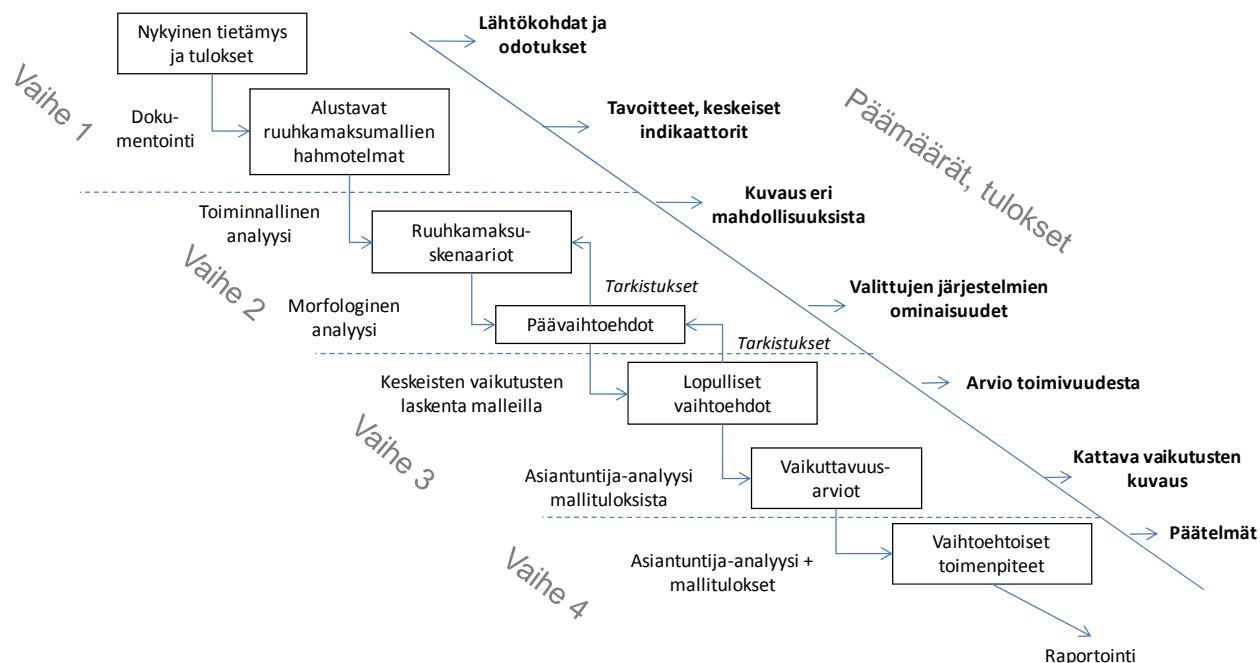 Nykyinen tietämys
ja tulokset
Lähtökohdat ja
odotukset
Vaihe 1
Doku-
mentointi
Alustavat
ruuhkamaksumallien
hahmotelmat
Tavoitteet, keskeiset
indikaattorit
Päämäärät, tulokset
Toiminnallinen
analyysi
Kuvaus eri
mahdollisuuksista
Vaihe 2
Ruuhkamaksu-
skenaariot
Tarkistukset
Morfologinen
analyysi
Päävaihtoehdot
Valittujen järjestelmien
ominaisuudet
Tarkistukset
Keskeisten vaikutusten
laskenta malleilla
Lopulliset
vaihtoehdot
Arvio toimivuudesta
Vaihe 3
Asiantuntija-analyysi
mallituloksista
Vaikuttavuus-
arviot
Kattava vaikutusten
kuvaus
Vaihe 4
Asiantuntija-analyysi +
mallitulokset
Vaihtoehtoiset
toimenpiteet
Päätelmät
Raportointi